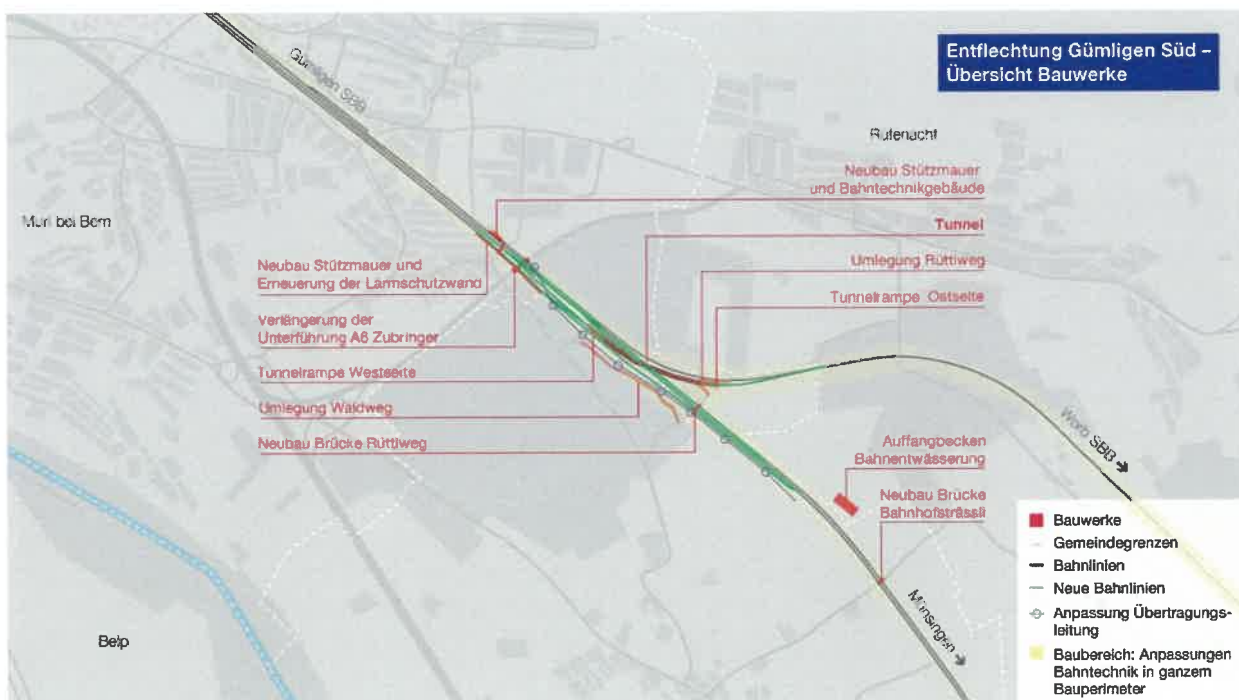 Entflechtung Gümligen Süd –
Übersicht Bauwerke
Gümligen SBB
Rüfenacht
Muri bei Bern
Neubau Stützmauer
und Bahntechnikgebäude
Tunnel
Umlegung Rüttiweg
Tunnelrampe Ostseite
Neubau Stützmauer und
Erneuerung der Lärmschutzwand
Verlängerung der
Unterführung A6 Zubringer
Tunnelrampe Westseite
Umlegung Waldweg
Neubau Brücke Rüttiweg
Auffangbecken
Bahnentwässerung
Neubau Brücke
Bahnhofsträssli
Worb SBB
Münsingen
Belp
Bauwerke
Gemeindegrenzen
Bahnlinien
Neue Bahnlinien
Anpassung Übertragungs-
leitung
Baubereich: Anpassungen
Bahntechnik in ganzem
Bauperimeter